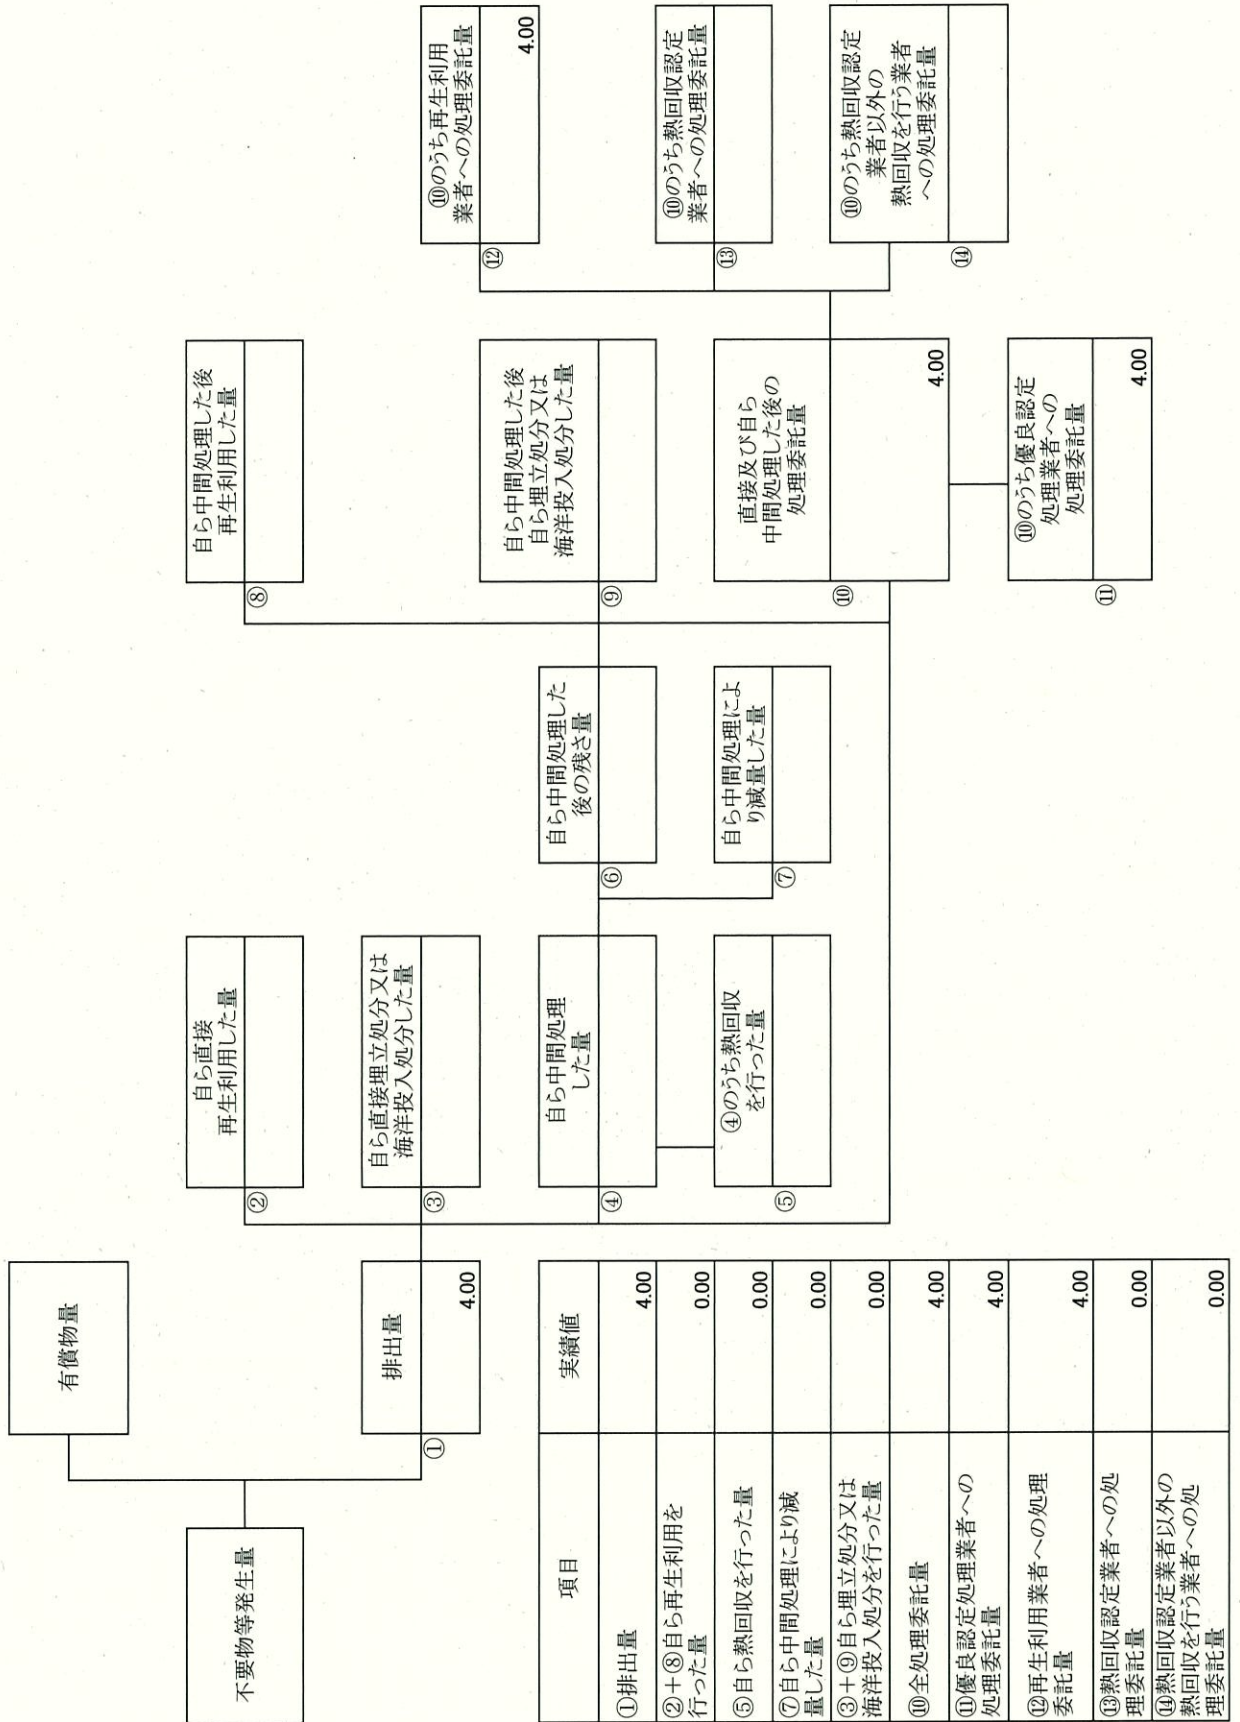 有償物量
不要物等発生量
排出量
①
4.00
自ら直接
再生利用した量
②
自ら直接埋立処分又は
海洋投入処分した量
③
自ら中間処理
した量
④
④のうち熱回収
を行った量
⑤
自ら中間処理した
後の残さ量
⑥
自ら中間処理によ
り減量した量
⑦
自ら中間処理した後
再生利用した量
⑧
自ら中間処理した後
自ら埋立処分又は
海洋投入処分した量
⑨
直接及び自ら
中間処理した後の
処理委託量
⑩
4.00
⑩のうち優良認定
処理業者への
処理委託量
⑪
4.00
⑩のうち再生利用
業者への処理委託量
⑫
4.00
⑩のうち熱回収認定
業者への処理委託量
⑬
⑩のうち熱回収認定
業者以外の
熱回収を行う業者
への処理委託量
⑭
項目 実績値
①排出量 4.00
②+⑧自ら再生利用を
行った量 0.00
⑤自ら熱回収を行った量 0.00
⑦自ら中間処理により減
量した量 0.00
③+⑨自ら埋立処分又は
海洋投入処分を行った量 0.00
⑩全処理委託量 4.00
⑪優良認定処理業者への
処理委託量 4.00
⑫再生利用業者への処理
委託量 4.00
⑬熱回収認定業者への処
理委託量 0.00
⑭熱回収認定業者以外の
熱回収を行う業者への処
理委託量 0.00